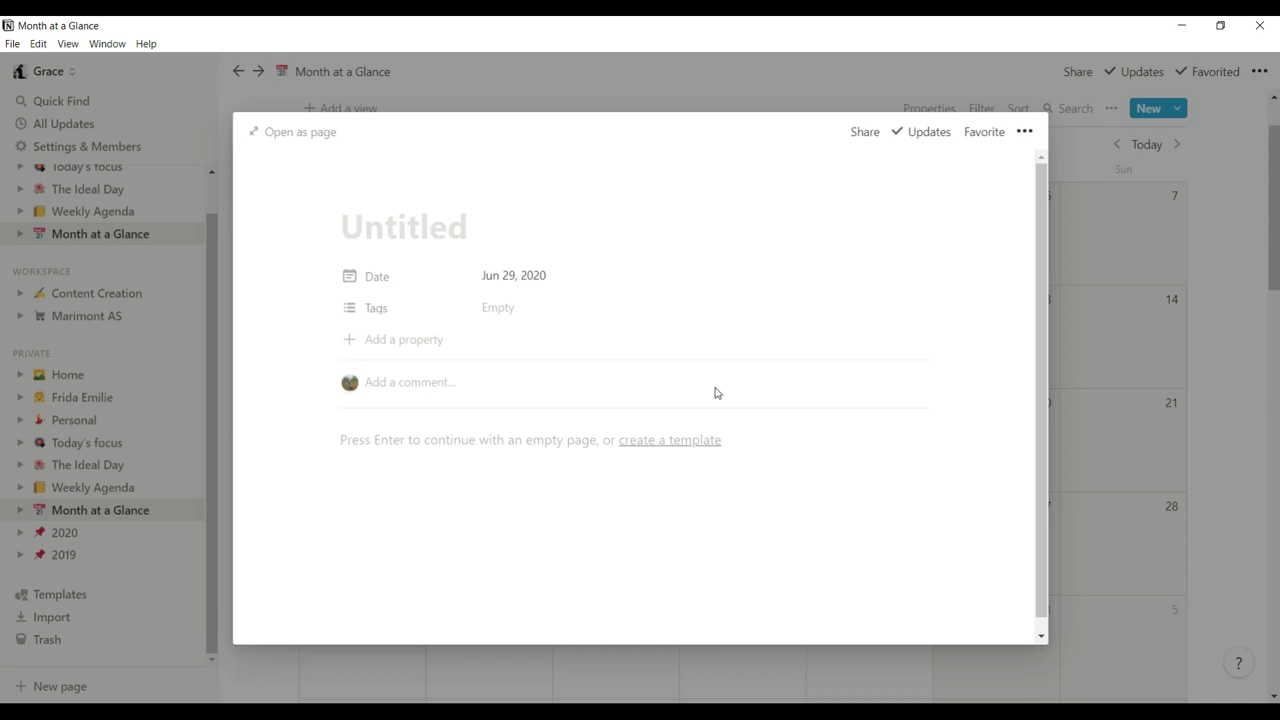 Month at a Glance
File Edit View Window Help
Grace
Month at a Glance
Share Updates Favorited
Quick Find
All Updates
Settings & Members
Add a view
Properties Filter Sort Search New
Open as page
Share Updates Favorite
Today
Sun
Today's focus
The Ideal Day
Weekly Agenda
Month at a Glance
WORKSPACE
Content Creation
Marimont AS
PRIVATE
Home
Frida Emilie
Personal
Today's focus
The Ideal Day
Weekly Agenda
Month at a Glance
2020
2019
Templates
Import
Trash
New page
Untitled
Date Jun 29, 2020
Tags Empty
Add a property
Add a comment...
Press Enter to continue with an empty page, or create a template
7
14
21
28
5
?